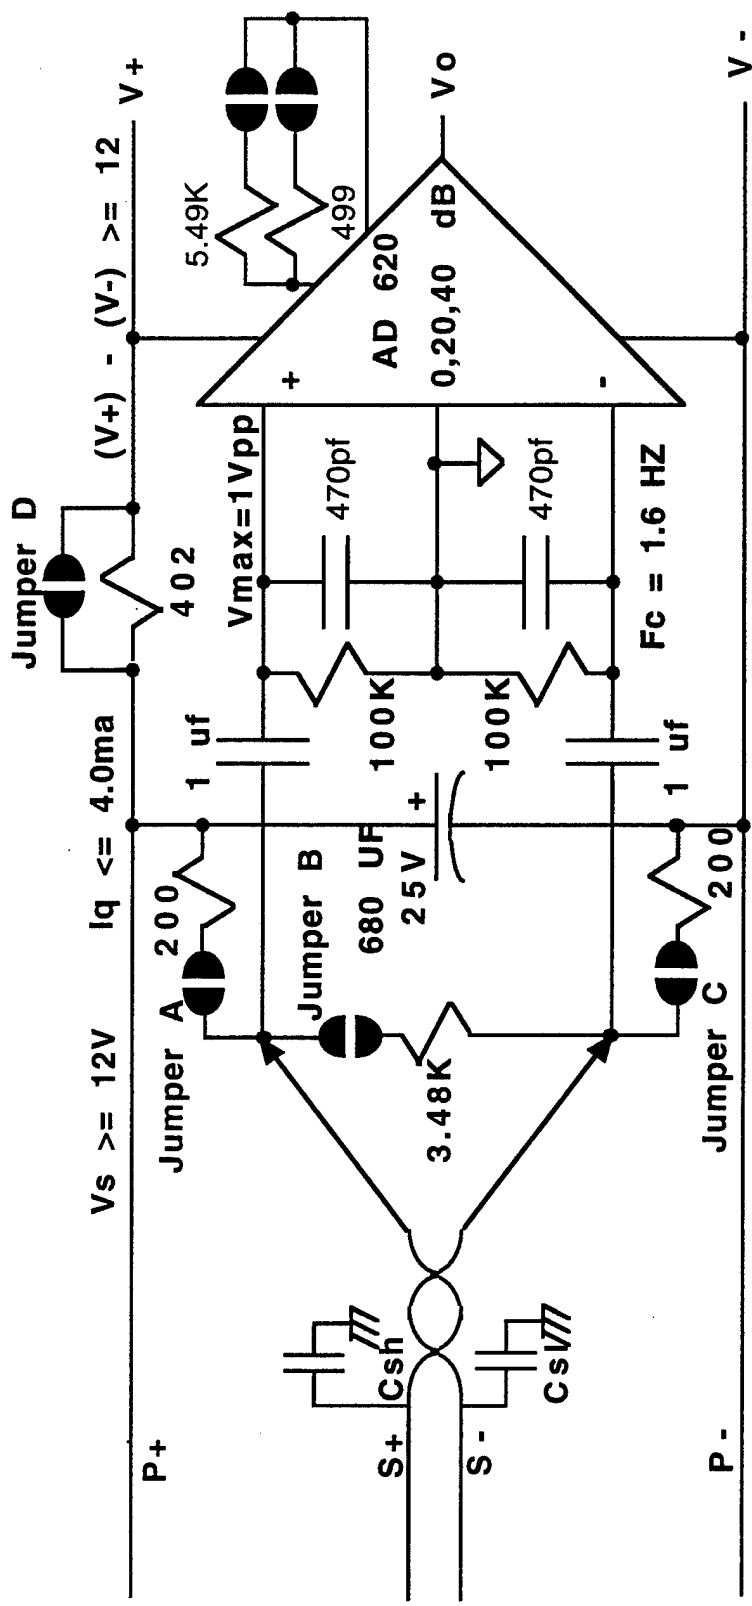 Vs >= 12V
Iq <= 4.0ma
(V+) - (V-) >= 12
V+
P+
Jumper D
402
5.49K
499
Jumper A
200
Vmax=1Vpp
1 uf
Jumper B
470pf
+
AD 620
0,20,40 dB
Vo
680 UF
25V
+
100K
100K
470pf
-
3.48K
Csh
S+
S-
Csl
1 uf
Fc = 1.6 HZ
Jumper C
200
P-
V-